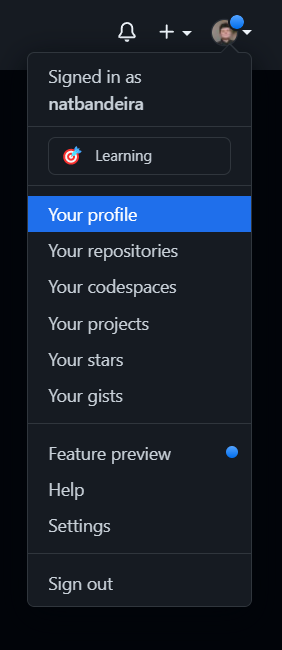 Signed in as
natbandeira
Learning
Your profile
Your repositories
Your codespaces
Your projects
Your stars
Your gists
Feature preview
Help
Settings
Sign out